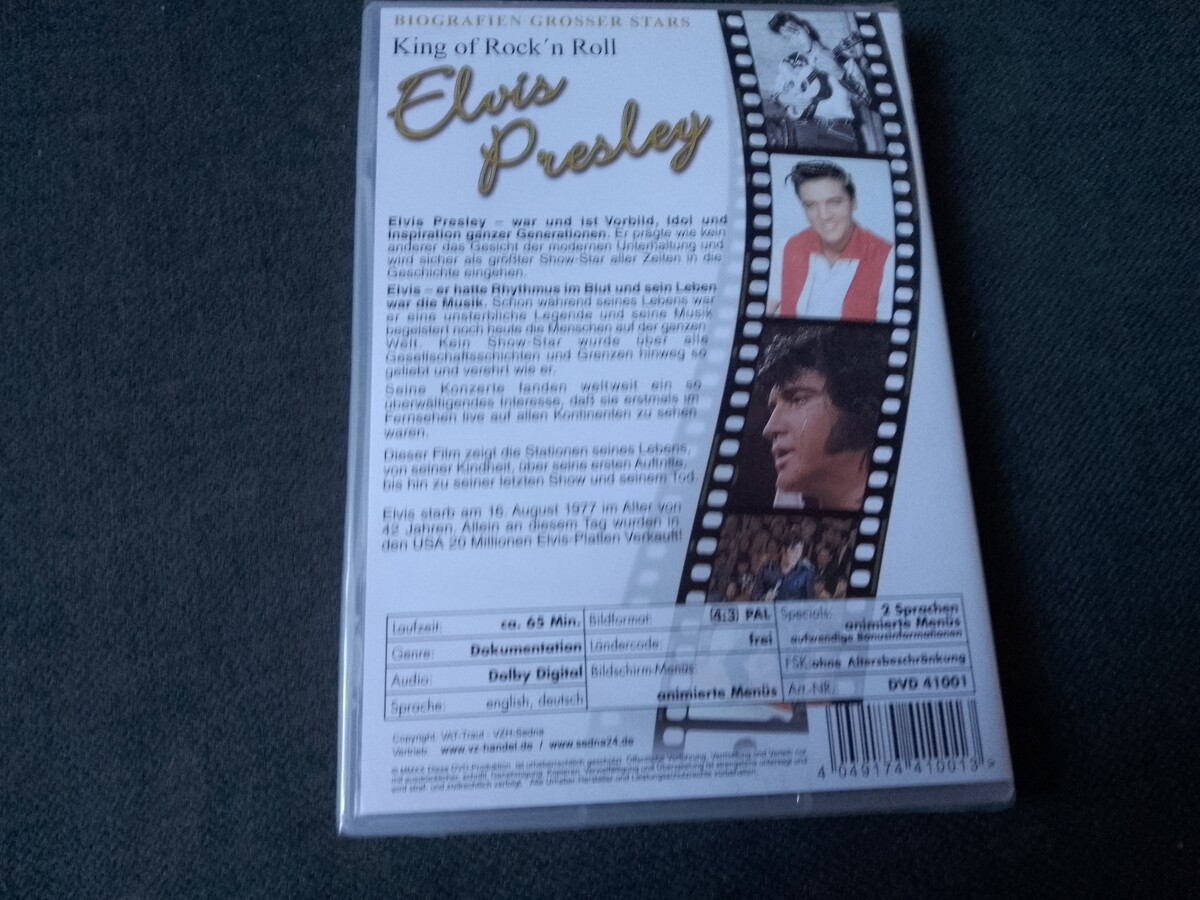 BIOGRAFIEN GROSSER STARS
King of Rock´n Roll
Elvis
Presley
Elvis Presley – war und ist Vorbild, Idol und
Inspiration ganzer Generationen. Er prägte wie kein
anderer das Gesicht der modernen Unterhaltung und
wird sicher als größter Show-Star aller Zeiten in die
Geschichte eingehen.
Elvis – er hatte Rhythmus im Blut und sein Leben
war die Musik. Schon während seines Lebens war
er eine unsterbliche Legende und seine Musik
begeistert noch heute die Menschen auf der ganzen
Welt. Kein Show-Star wurde über alle
Gesellschaftsschichten und Grenzen hinweg so
geliebt und verehrt wie er.
Seine Konzerte fanden weltweit ein so
überwältigendes Interesse, daß sie erstmals im
Fernsehen live auf allen Kontinenten zu sehen
waren.
Dieser Film zeigt die Stationen seines Lebens,
von seiner Kindheit, über seine ersten Auftritte,
bis hin zu seiner letzten Show und seinem Tod.
Elvis starb am 16. August 1977 im Alter von
42 Jahren. Allein an diesem Tag wurden in
den USA 20 Millionen Elvis-Platten Verkauft!
Laufzeit: ca. 65 Min.
Genre: Dokumentation
Audio: Dolby Digital
Sprache: english, deutsch
Bildformat: 4:3 PAL
Ländercode: frei
Bildschirm-Menüs:
animierte Menüs
Specials: 2 Sprachen
animierte Menüs
aufwendige Bonusinformationen
FSK: ohne Altersbeschränkung
Art.-NR. DVD 41001
Copyright: VAT-Traut - VZH-Sedna
Vertrieb: www.vz-handel.de / www.sedna24.de
4 049174 410013 >